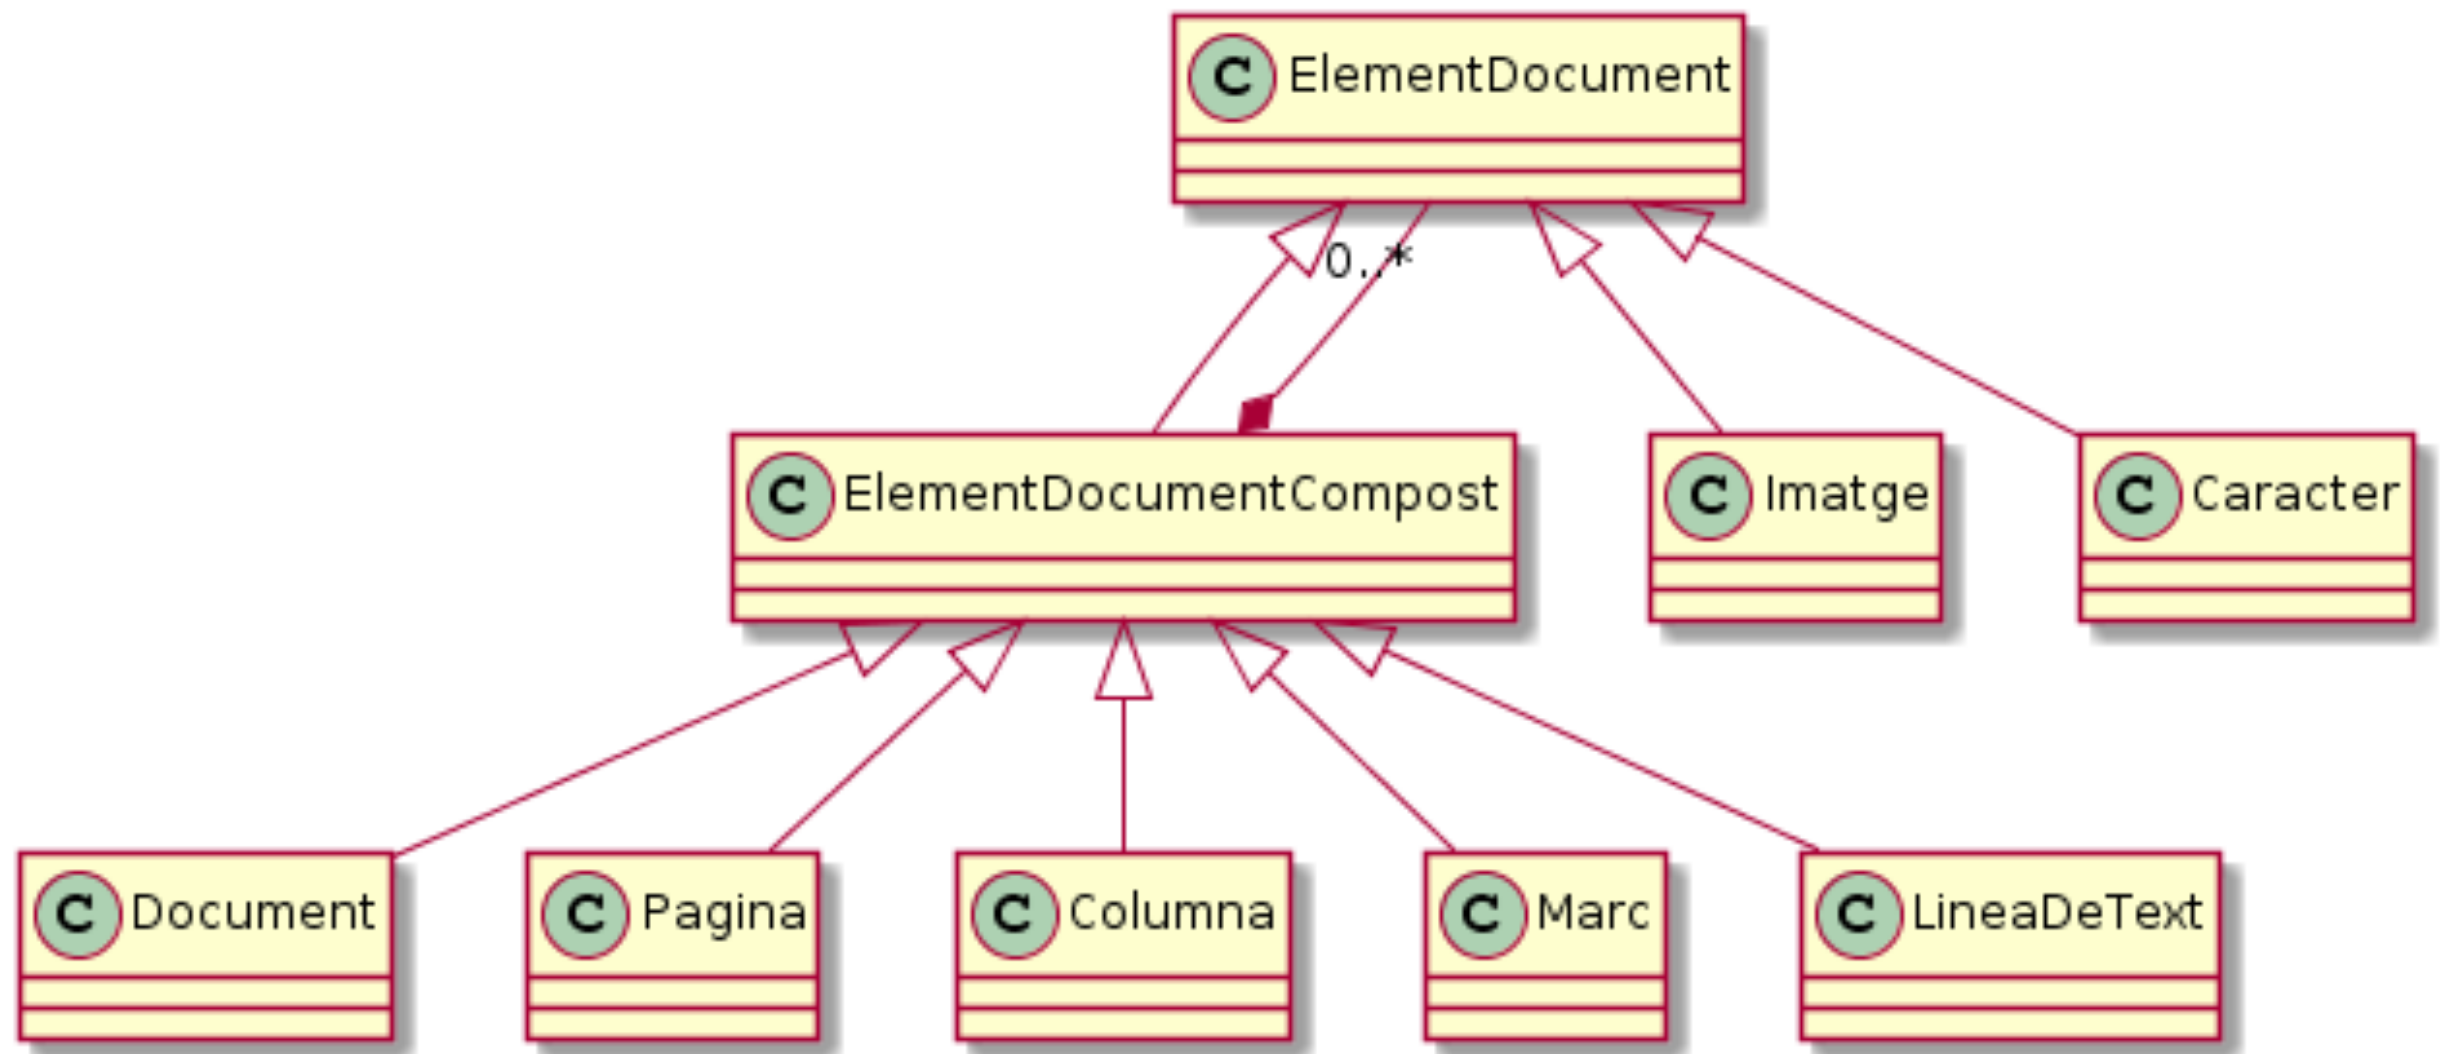 C ElementDocument
0..*
C ElementDocumentCompost
C Imatge
C Caracter
C Document
C Pagina
C Columna
C Marc
C LineaDeText